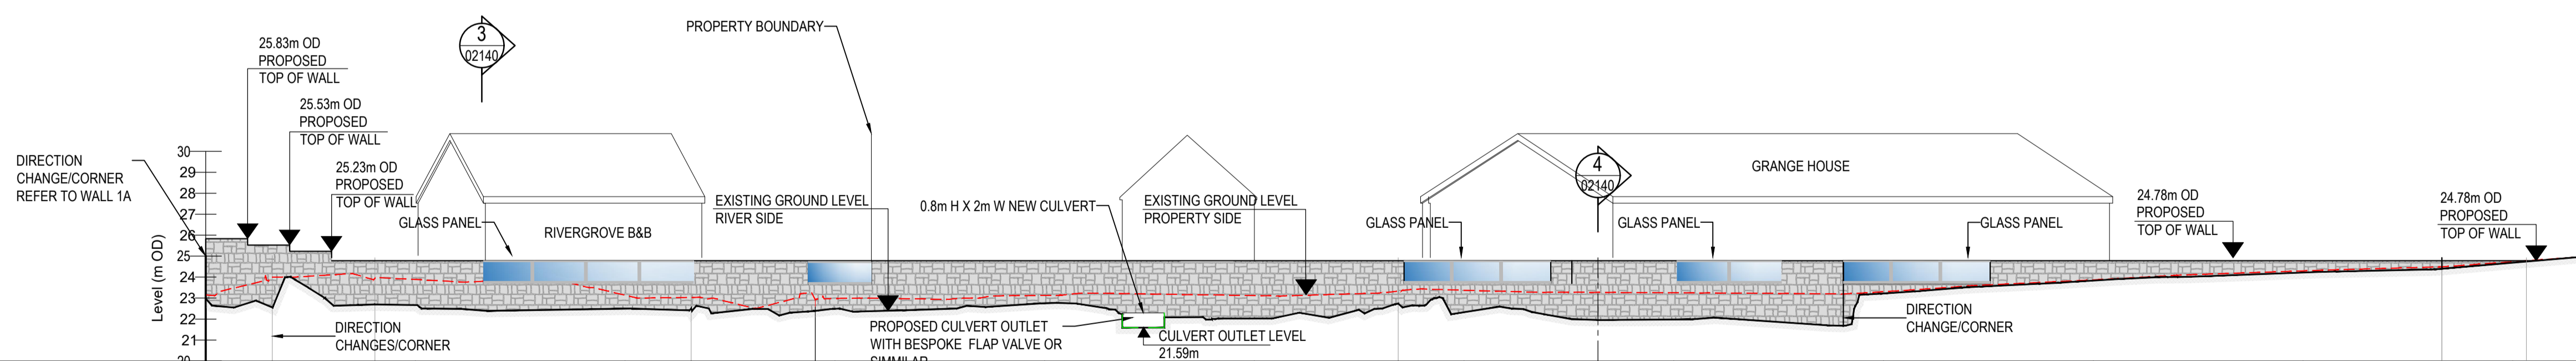 PROPERTY BOUNDARY
3
02140
25.83m OD
PROPOSED
TOP OF WALL
25.53m OD
PROPOSED
TOP OF WALL
25.23m OD
PROPOSED
TOP OF WALL
DIRECTION
CHANGE/CORNER
REFER TO WALL 1A
30
29
28
27
26
25
24
23
22
21
20
Level (m OD)
GLASS PANEL
RIVERGROVE B&B
EXISTING GROUND LEVEL
RIVER SIDE
0.8m H X 2m W NEW CULVERT
EXISTING GROUND LEVEL
PROPERTY SIDE
GLASS PANEL
4
02140
GRANGE HOUSE
GLASS PANEL
GLASS PANEL
24.78m OD
PROPOSED
TOP OF WALL
24.78m OD
PROPOSED
TOP OF WALL
DIRECTION
CHANGES/CORNER
PROPOSED CULVERT OUTLET
WITH BESPOKE FLAP VALVE OR
SIMMILAR
CULVERT OUTLET LEVEL
21.59m
DIRECTION
CHANGE/CORNER